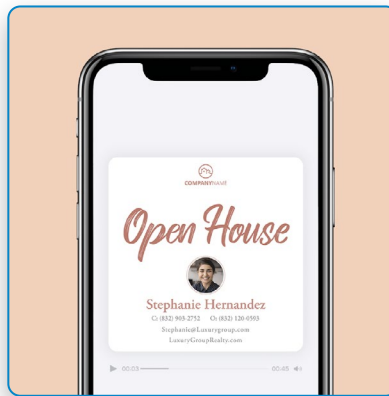 COMPANYNAME
Open House
Stephanie Hernandez
C: (832) 905-2752 O: (832) 120-0593
Stephanie@Luxurygroup.com
LuxuryGroupRealty.com
00:03 00:45